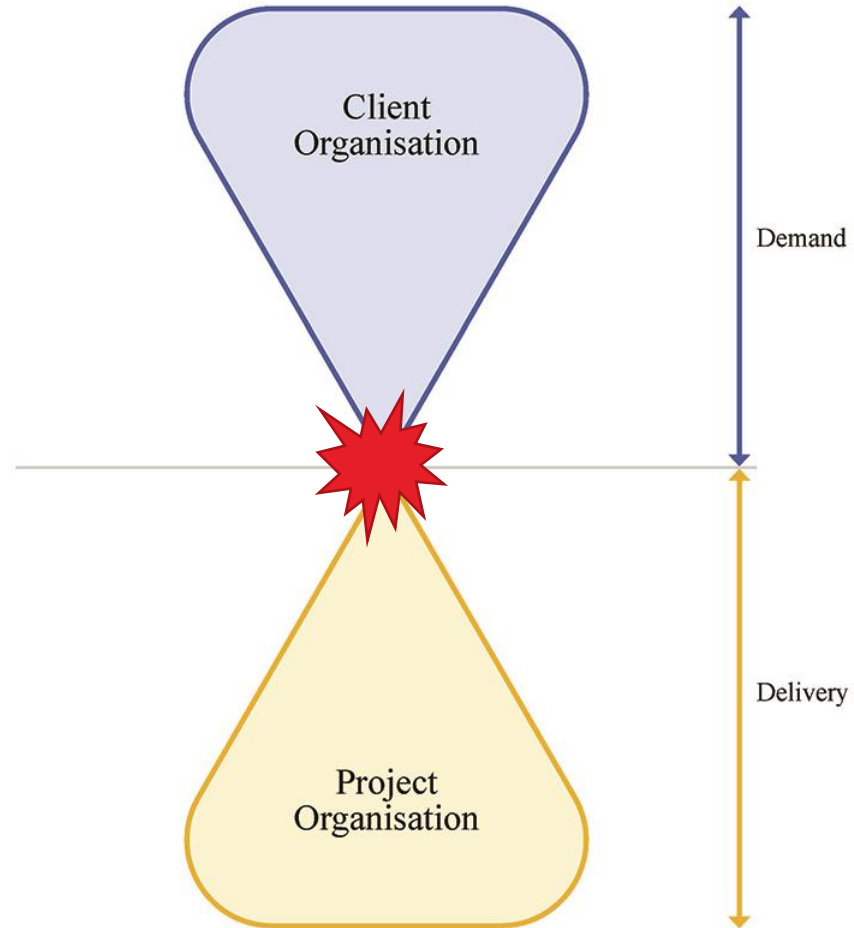 Client
Organisation
Demand
Delivery
Project
Organisation